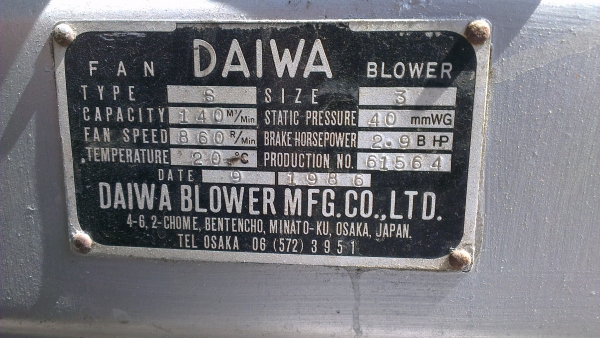 FAN DAIWA BLOWER
TYPE 6 SIZE 3
CAPACITY 140 M³/Min STATIC PRESSURE 40 mmWG
FAN SPEED 860 R/Min BRAKE HORSEPOWER 2.9 BHP
TEMPERATURE 20 °C PRODUCTION NO. 61564
DATE 9 1986
DAIWA BLOWER MFG.CO.,LTD.
4-6, 2-CHOME, BENTENCHO, MINATO-KU, OSAKA, JAPAN.
TEL OSAKA 06 (572) 3951